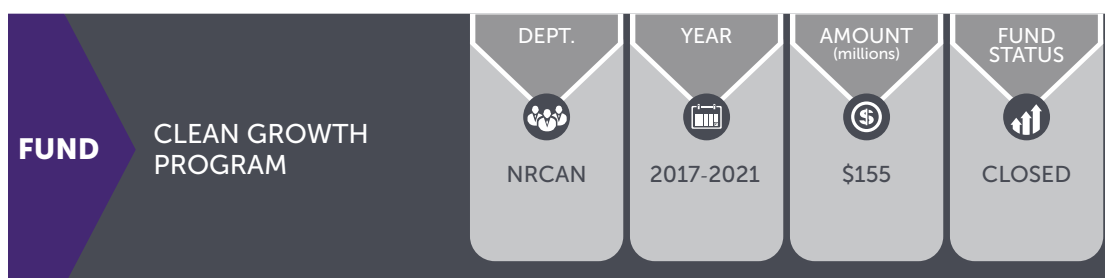 FUND
CLEAN GROWTH
PROGRAM
DEPT.
NRCAN
YEAR
2017-2021
AMOUNT
(millions)
$155
FUND
STATUS
CLOSED